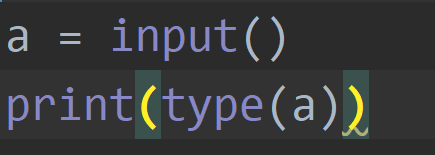 a = input()
print(type(a))